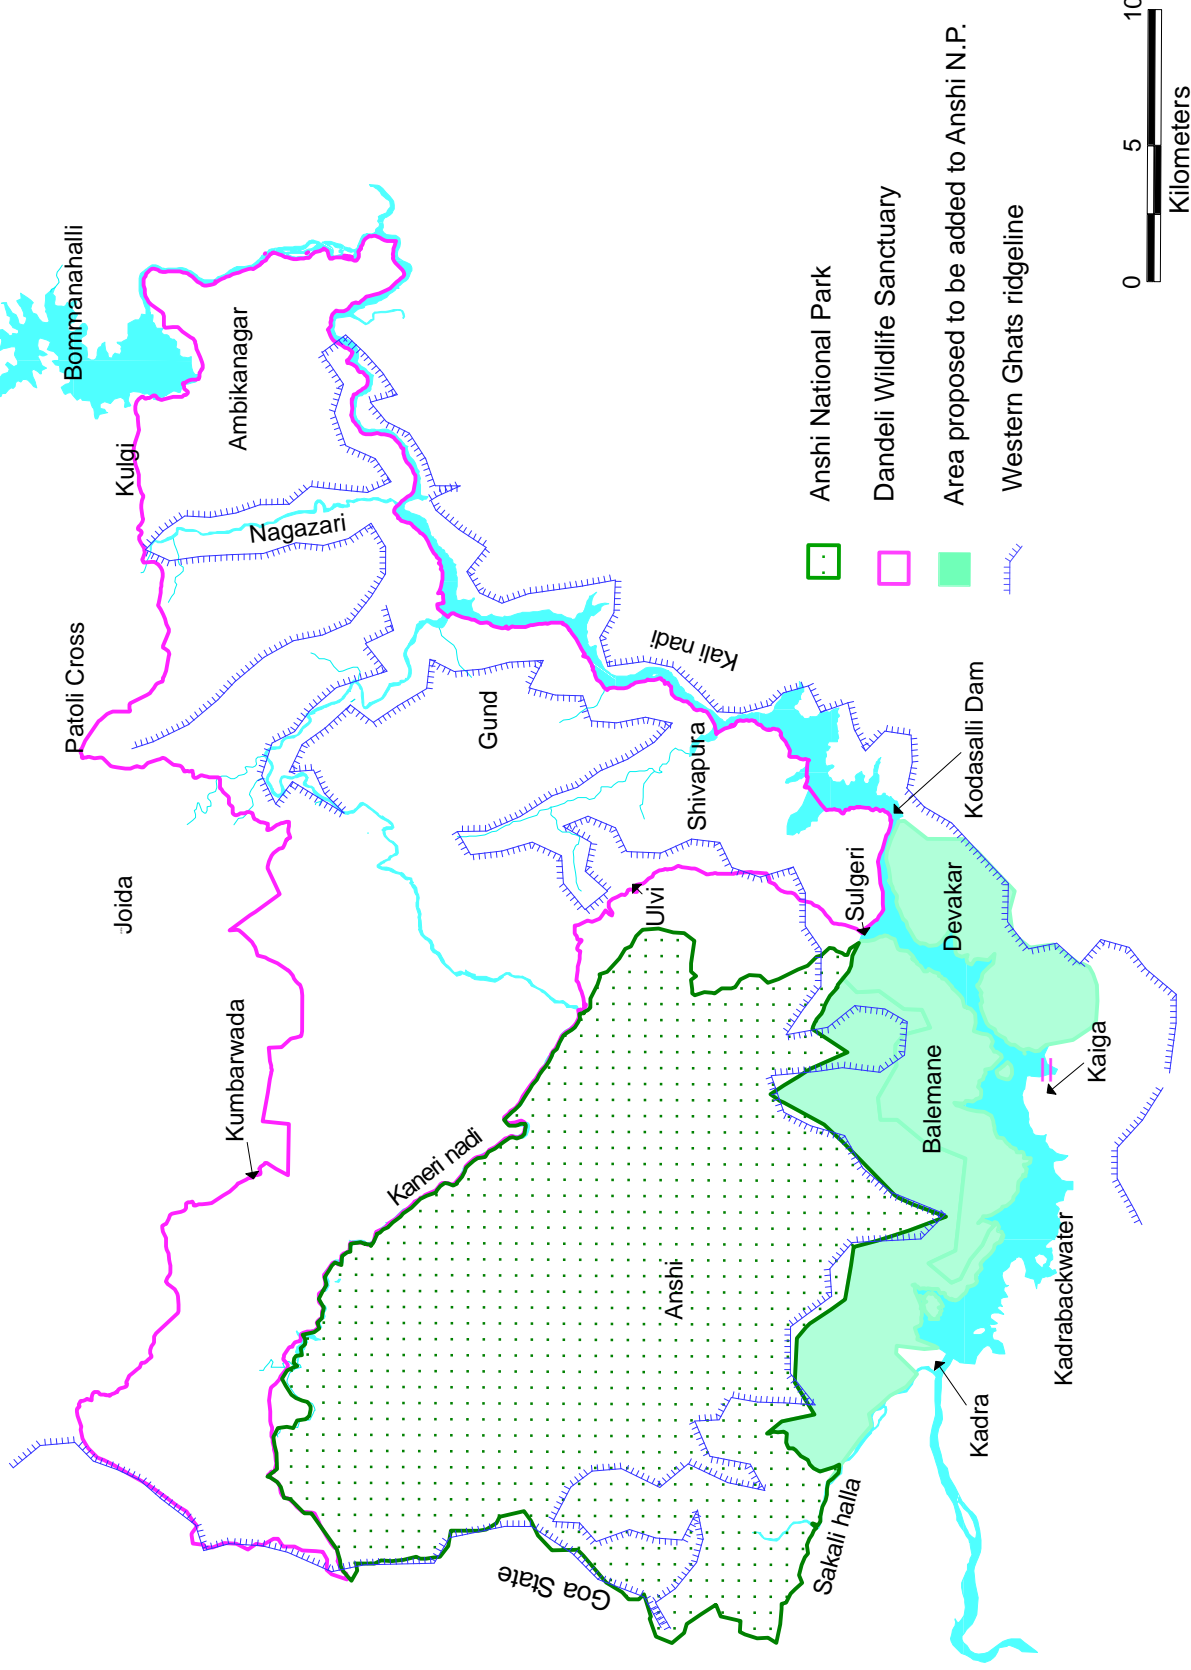 Bommanahalli
Kulgi
Ambikanagar
Patoli Cross
Nagazari
Joida
Gund
Kali nadi
Shivapura
Kumbarwada
Ulvi
Sulgeri
Kodasalli Dam
Devakar
Kaneri nadi
Balemane
Kaiga
Anshi
Kadrabackwater
Kadra
Goa State
Sakali halla
Anshi National Park
Dandeli Wildlife Sanctuary
Area proposed to be added to Anshi N.P.
Western Ghats ridgeline
0 5 10
Kilometers